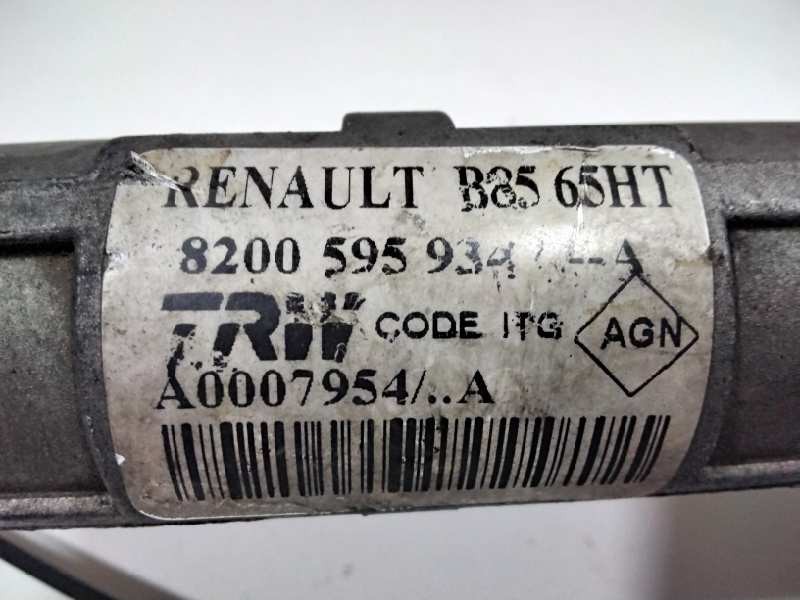 RENAULT B85 65HT
8200 595 934 --A
TRW CODE ITG AGN
A0007954/..A